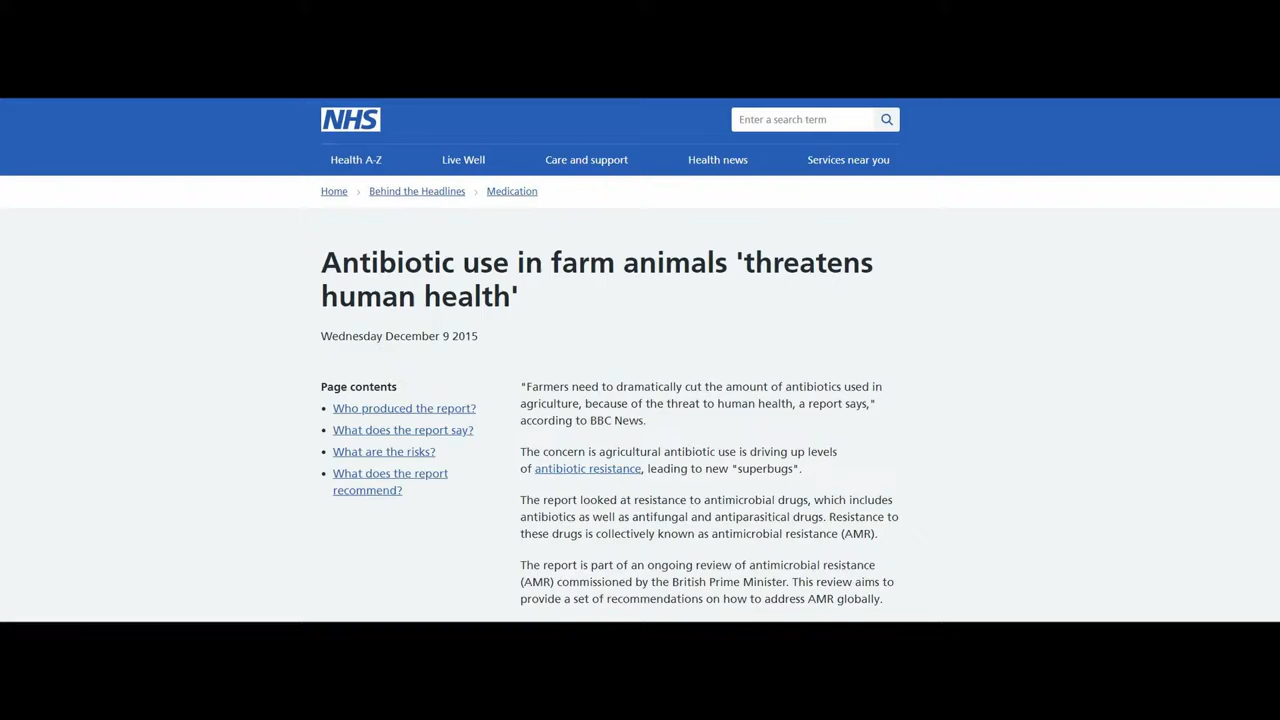 NHS
Enter a search term
Health A-Z Live Well Care and support Health news Services near you
Home > Behind the Headlines > Medication
Antibiotic use in farm animals 'threatens
human health'
Wednesday December 9 2015
Page contents
• Who produced the report?
• What does the report say?
• What are the risks?
• What does the report
recommend?
"Farmers need to dramatically cut the amount of antibiotics used in
agriculture, because of the threat to human health, a report says,"
according to BBC News.
The concern is agricultural antibiotic use is driving up levels
of antibiotic resistance, leading to new "superbugs".
The report looked at resistance to antimicrobial drugs, which includes
antibiotics as well as antifungal and antiparasitical drugs. Resistance to
these drugs is collectively known as antimicrobial resistance (AMR).
The report is part of an ongoing review of antimicrobial resistance
(AMR) commissioned by the British Prime Minister. This review aims to
provide a set of recommendations on how to address AMR globally.